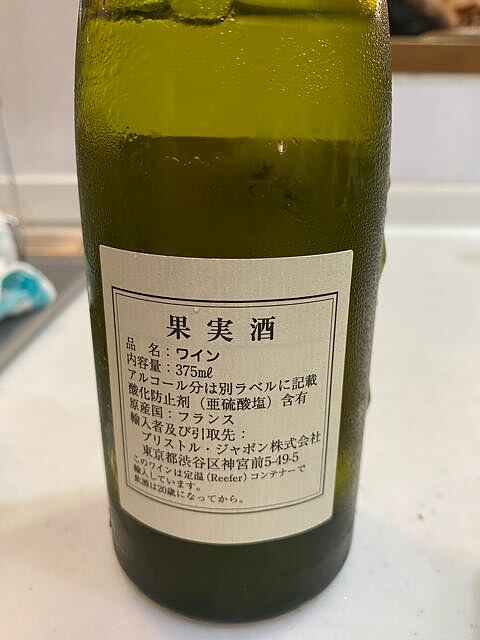 果実酒
品　名：ワイン
内容量：375㎖
アルコール分は別ラベルに記載
酸化防止剤（亜硫酸塩）含有
原産国：フランス
輸入者及び引取先：
ブリストル・ジャポン株式会社
東京都渋谷区神宮前5-49-5
このワインは定温（Reefer）コンテナーで
輸入しています。
飲酒は20歳になってから。